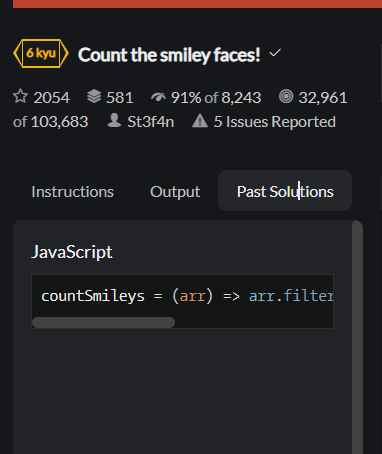 6 kyu Count the smiley faces!
2054 581 91% of 8,243 32,961
of 103,683 St3f4n 5 Issues Reported
Instructions Output Past Solutions
JavaScript
countSmileys = (arr) => arr.filter